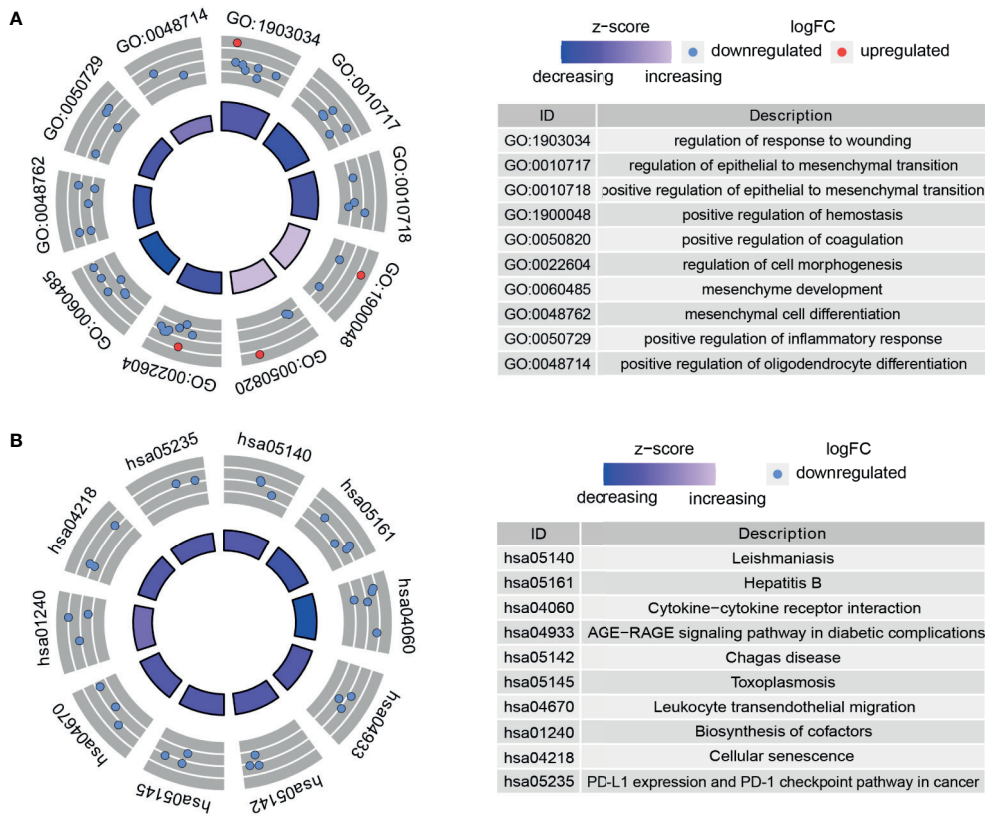 A
GO:0048714
GO:1903034
GO:0050729
GO:0010717
GO:0048762
GO:0010718
GO:0060485
GO:1900048
GO:0022604
GO:0050820
z−score
logFC
downregulated
upregulated
decreasing
increasing
ID Description
GO:1903034 regulation of response to wounding
GO:0010717 regulation of epithelial to mesenchymal transition
GO:0010718 positive regulation of epithelial to mesenchymal transition
GO:1900048 positive regulation of hemostasis
GO:0050820 positive regulation of coagulation
GO:0022604 regulation of cell morphogenesis
GO:0060485 mesenchyme development
GO:0048762 mesenchymal cell differentiation
GO:0050729 positive regulation of inflammatory response
GO:0048714 positive regulation of oligodendrocyte differentiation
B
hsa05235
hsa05140
hsa04218
hsa05161
hsa01240
hsa04060
hsa04670
hsa04933
hsa05145
hsa05142
z−score
logFC
downregulated
decreasing
increasing
ID Description
hsa05140 Leishmaniasis
hsa05161 Hepatitis B
hsa04060 Cytokine−cytokine receptor interaction
hsa04933 AGE−RAGE signaling pathway in diabetic complications
hsa05142 Chagas disease
hsa05145 Toxoplasmosis
hsa04670 Leukocyte transendothelial migration
hsa01240 Biosynthesis of cofactors
hsa04218 Cellular senescence
hsa05235 PD-L1 expression and PD-1 checkpoint pathway in cancer